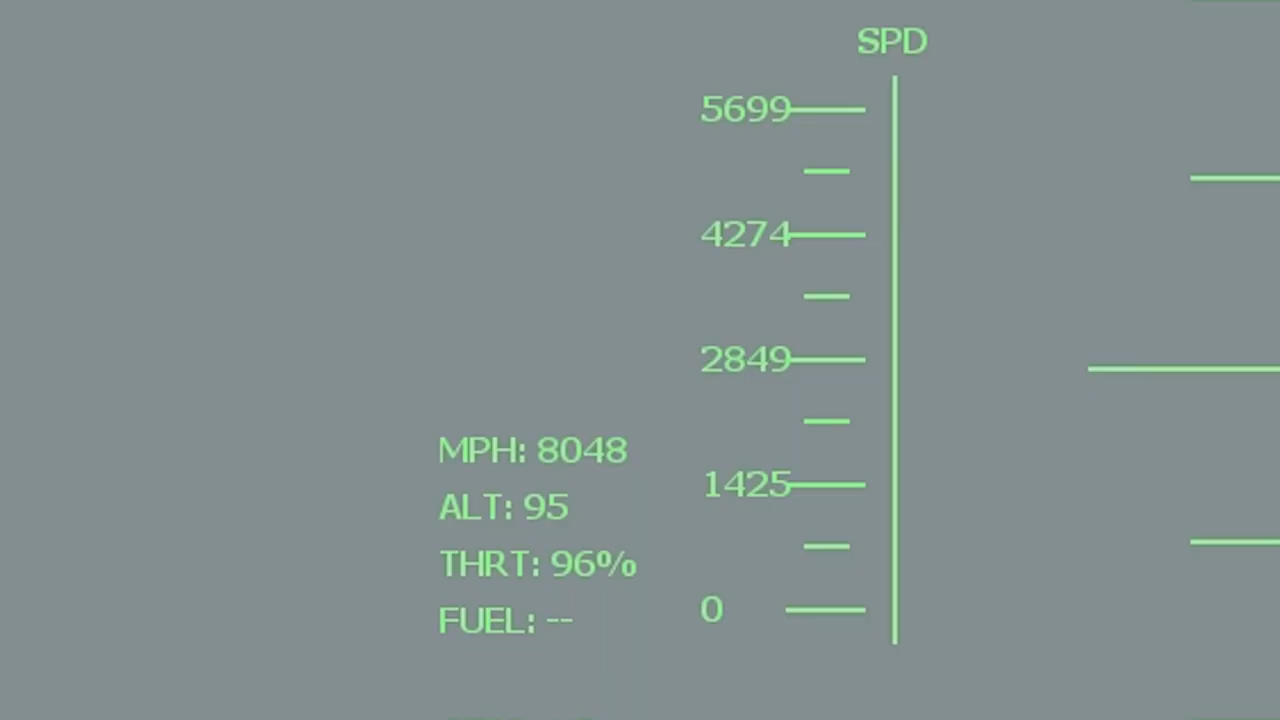 SPD
5699
4274
2849
1425
0
MPH: 8048
ALT: 95
THRT: 96%
FUEL: --